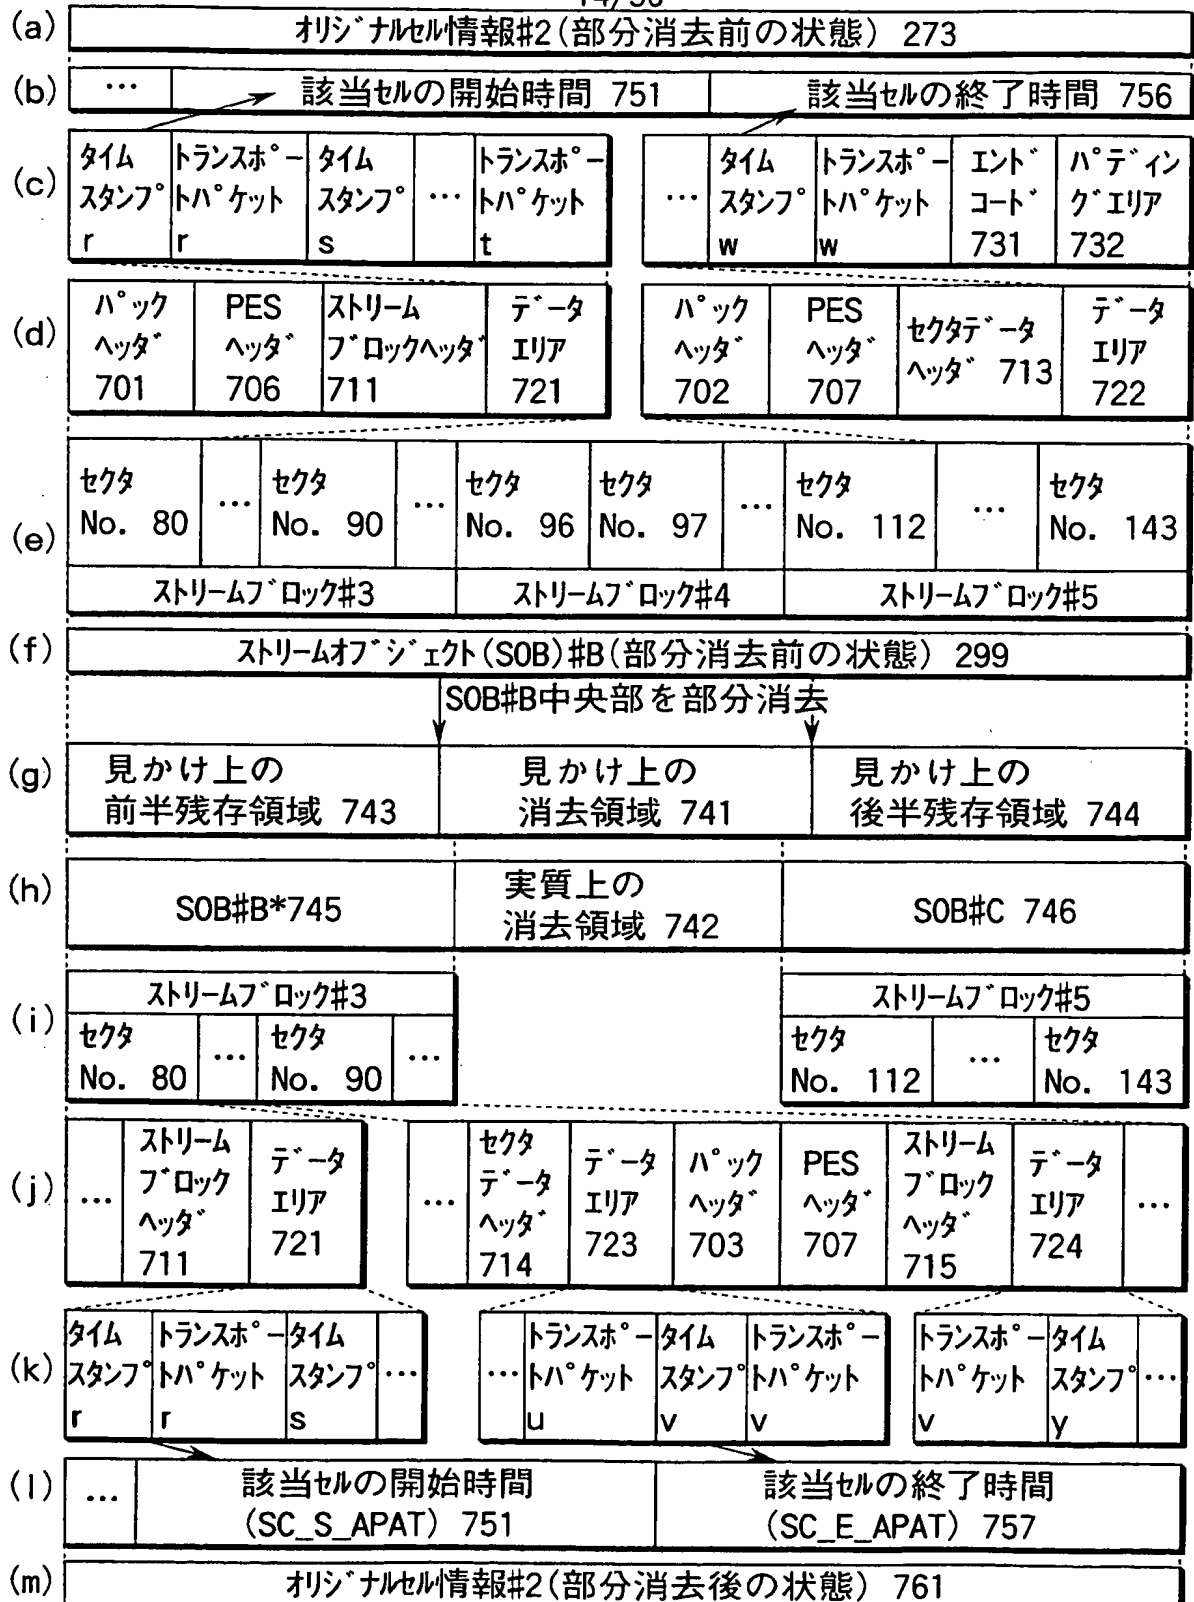 14/50
(a) オリジナルセル情報#2(部分消去前の状態) 273
(b) … 該当セルの開始時間 751 該当セルの終了時間 756
(c)
タイム
スタンプ
r
トランスポー
トパケット
r
タイム
スタンプ
s
…
トランスポー
トパケット
t
…
タイム
スタンプ
w
トランスポー
トパケット
w
エンド
コード
731
パディン
グエリア
732
(d)
パック
ヘッダ
701
PES
ヘッダ
706
ストリーム
ブロックヘッダ
711
データ
エリア
721
パック
ヘッダ
702
PES
ヘッダ
707
セクタデータ
ヘッダ 713
データ
エリア
722
(e)
セクタ
No. 80
…
セクタ
No. 90
…
セクタ
No. 96
セクタ
No. 97
…
セクタ
No. 112
…
セクタ
No. 143
ストリームブロック#3
ストリームブロック#4
ストリームブロック#5
(f) ストリームオブジェクト(SOB)#B(部分消去前の状態) 299
SOB#B中央部を部分消去
(g)
見かけ上の
前半残存領域 743
見かけ上の
消去領域 741
見かけ上の
後半残存領域 744
(h)
SOB#B*745
実質上の
消去領域 742
SOB#C 746
(i)
ストリームブロック#3
セクタ
No. 80
…
セクタ
No. 90
…
ストリームブロック#5
セクタ
No. 112
…
セクタ
No. 143
(j)
…
ストリーム
ブロック
ヘッダ
711
データ
エリア
721
…
セクタ
データ
ヘッダ
714
データ
エリア
723
パック
ヘッダ
703
PES
ヘッダ
707
ストリーム
ブロック
ヘッダ
715
データ
エリア
724
…
(k)
タイム
スタンプ
r
トランスポー
トパケット
r
タイム
スタンプ
s
…
…
トランスポー
トパケット
u
タイム
スタンプ
v
トランスポー
トパケット
v
トランスポー
トパケット
v
タイム
スタンプ
y
…
(l)
…
該当セルの開始時間
(SC_S_APAT) 751
該当セルの終了時間
(SC_E_APAT) 757
(m) オリジナルセル情報#2(部分消去後の状態) 761